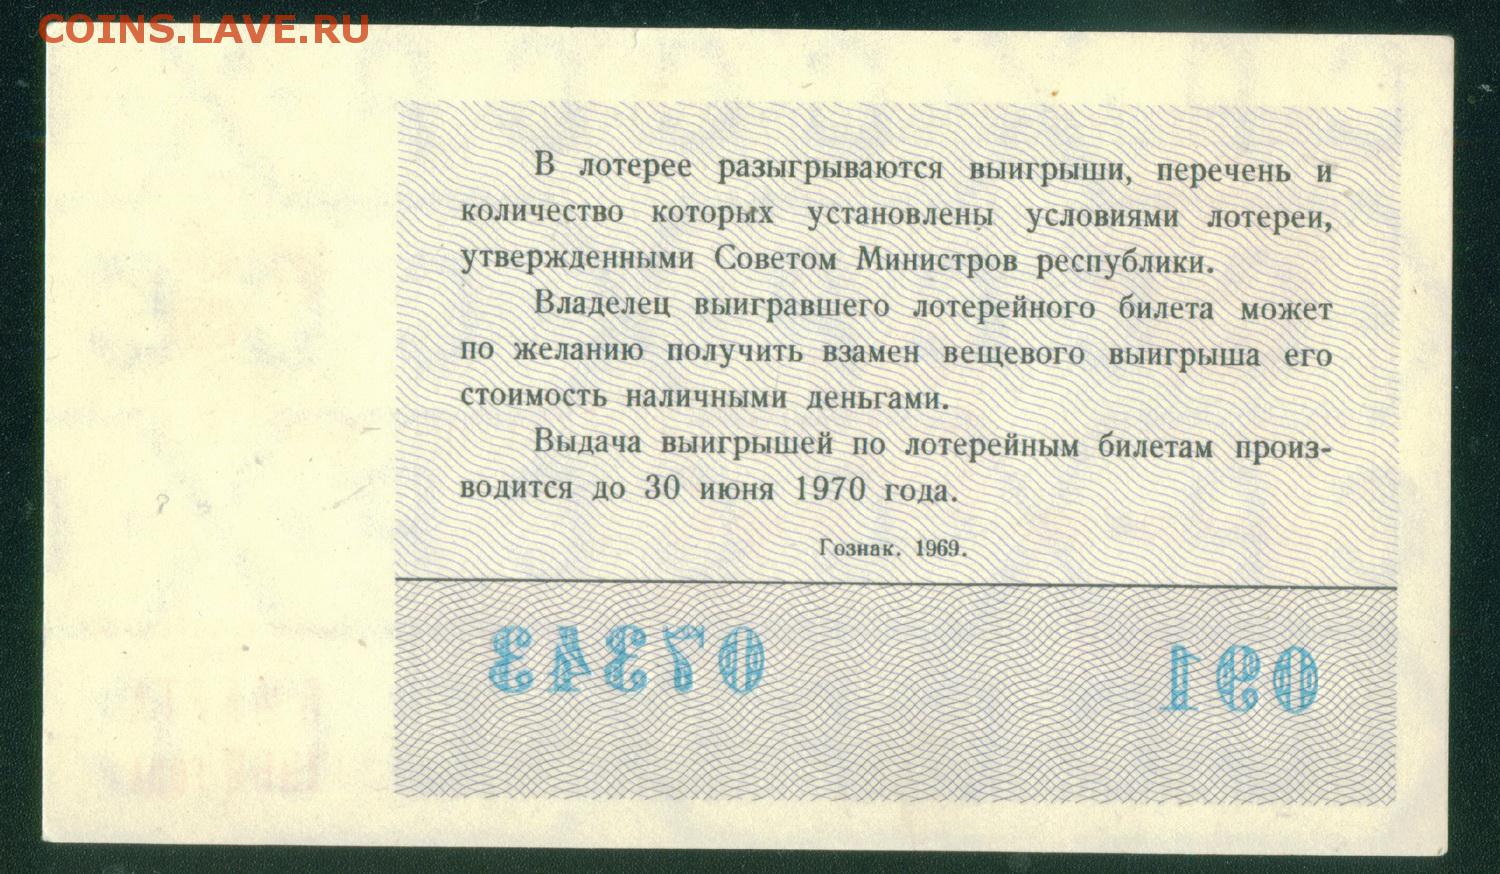 COINS.LAVE.RU
В лотерее разыгрываются выигрыши, перечень и
количество которых установлены условиями лотереи,
утвержденными Советом Министров республики.
Владелец выигравшего лотерейного билета может
по желанию получить взамен вещевого выигрыша его
стоимость наличными деньгами.
Выдача выигрышей по лотерейным билетам произ-
водится до 30 июня 1970 года.
Гознак. 1969.
07343 091